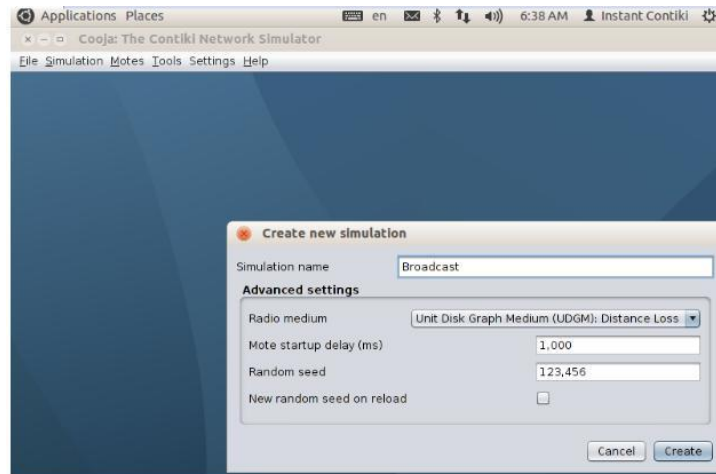 Applications Places en 6:38 AM Instant Contiki
Cooja: The Contiki Network Simulator
File Simulation Motes Tools Settings Help
Create new simulation
Simulation name Broadcast
Advanced settings
Radio medium Unit Disk Graph Medium (UDGM): Distance Loss
Mote startup delay (ms) 1,000
Random seed 123,456
New random seed on reload
Cancel Create